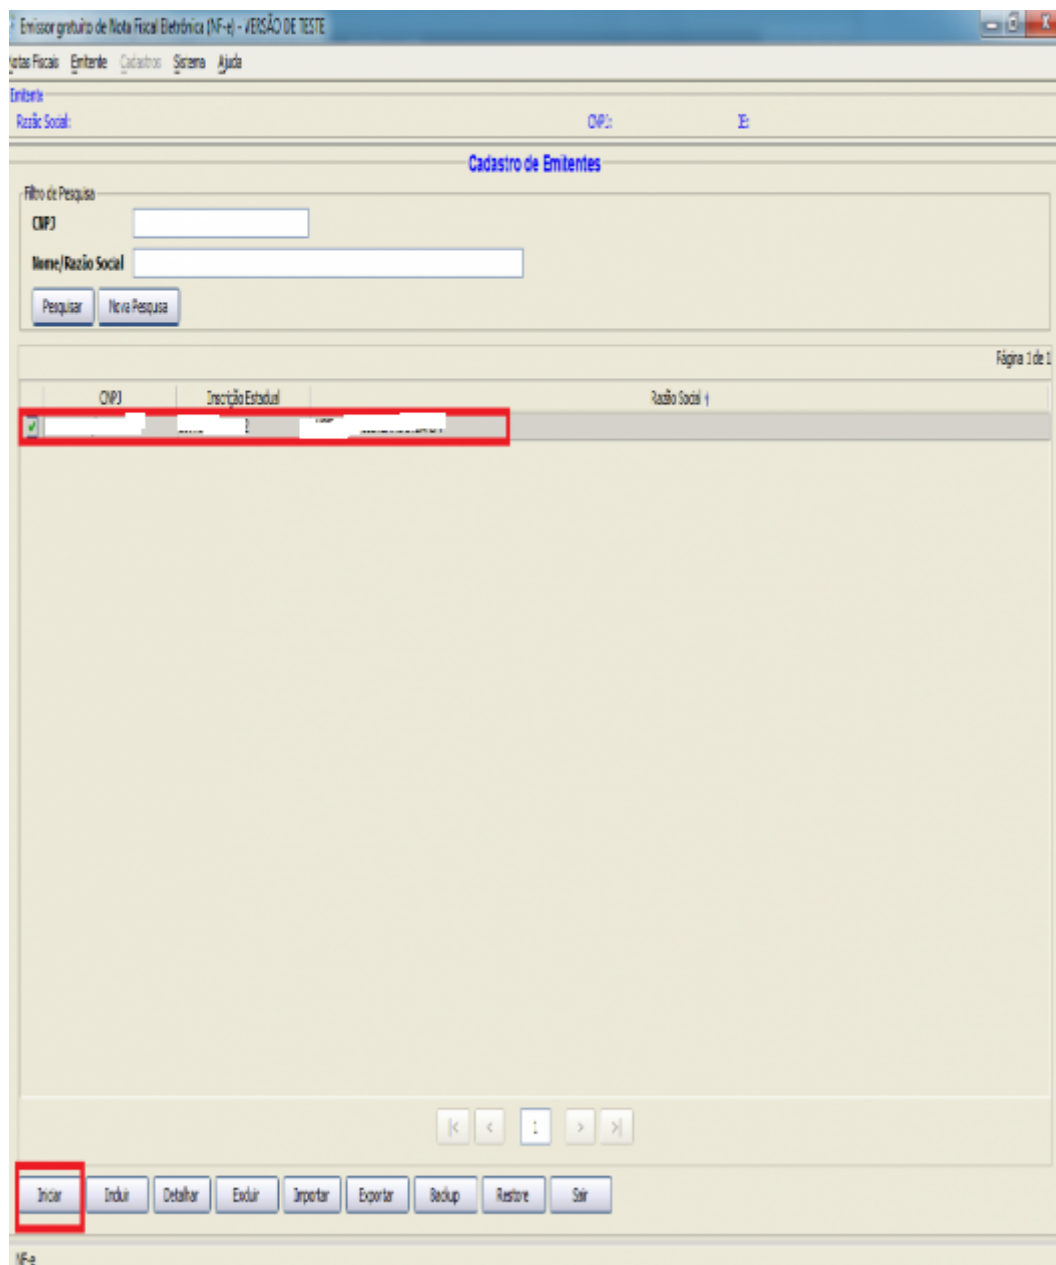 Emissor gratuito de Nota Fiscal Eletrônica (NF-e) - VERSÃO DE TESTE
Notas Fiscais Emitente Cadastros Sistema Ajuda
Emitente
Razão Social: CNPJ: IE:
Cadastro de Emitentes
Filtro de Pesquisa
CNPJ
Nome/Razão Social
Pesquisar Nova Pesquisa
Página 1 de 1
CNPJ Inscrição Estadual Razão Social
1
Iniciar Incluir Detalhar Excluir Importar Exportar Backup Restore Sair
NF-e